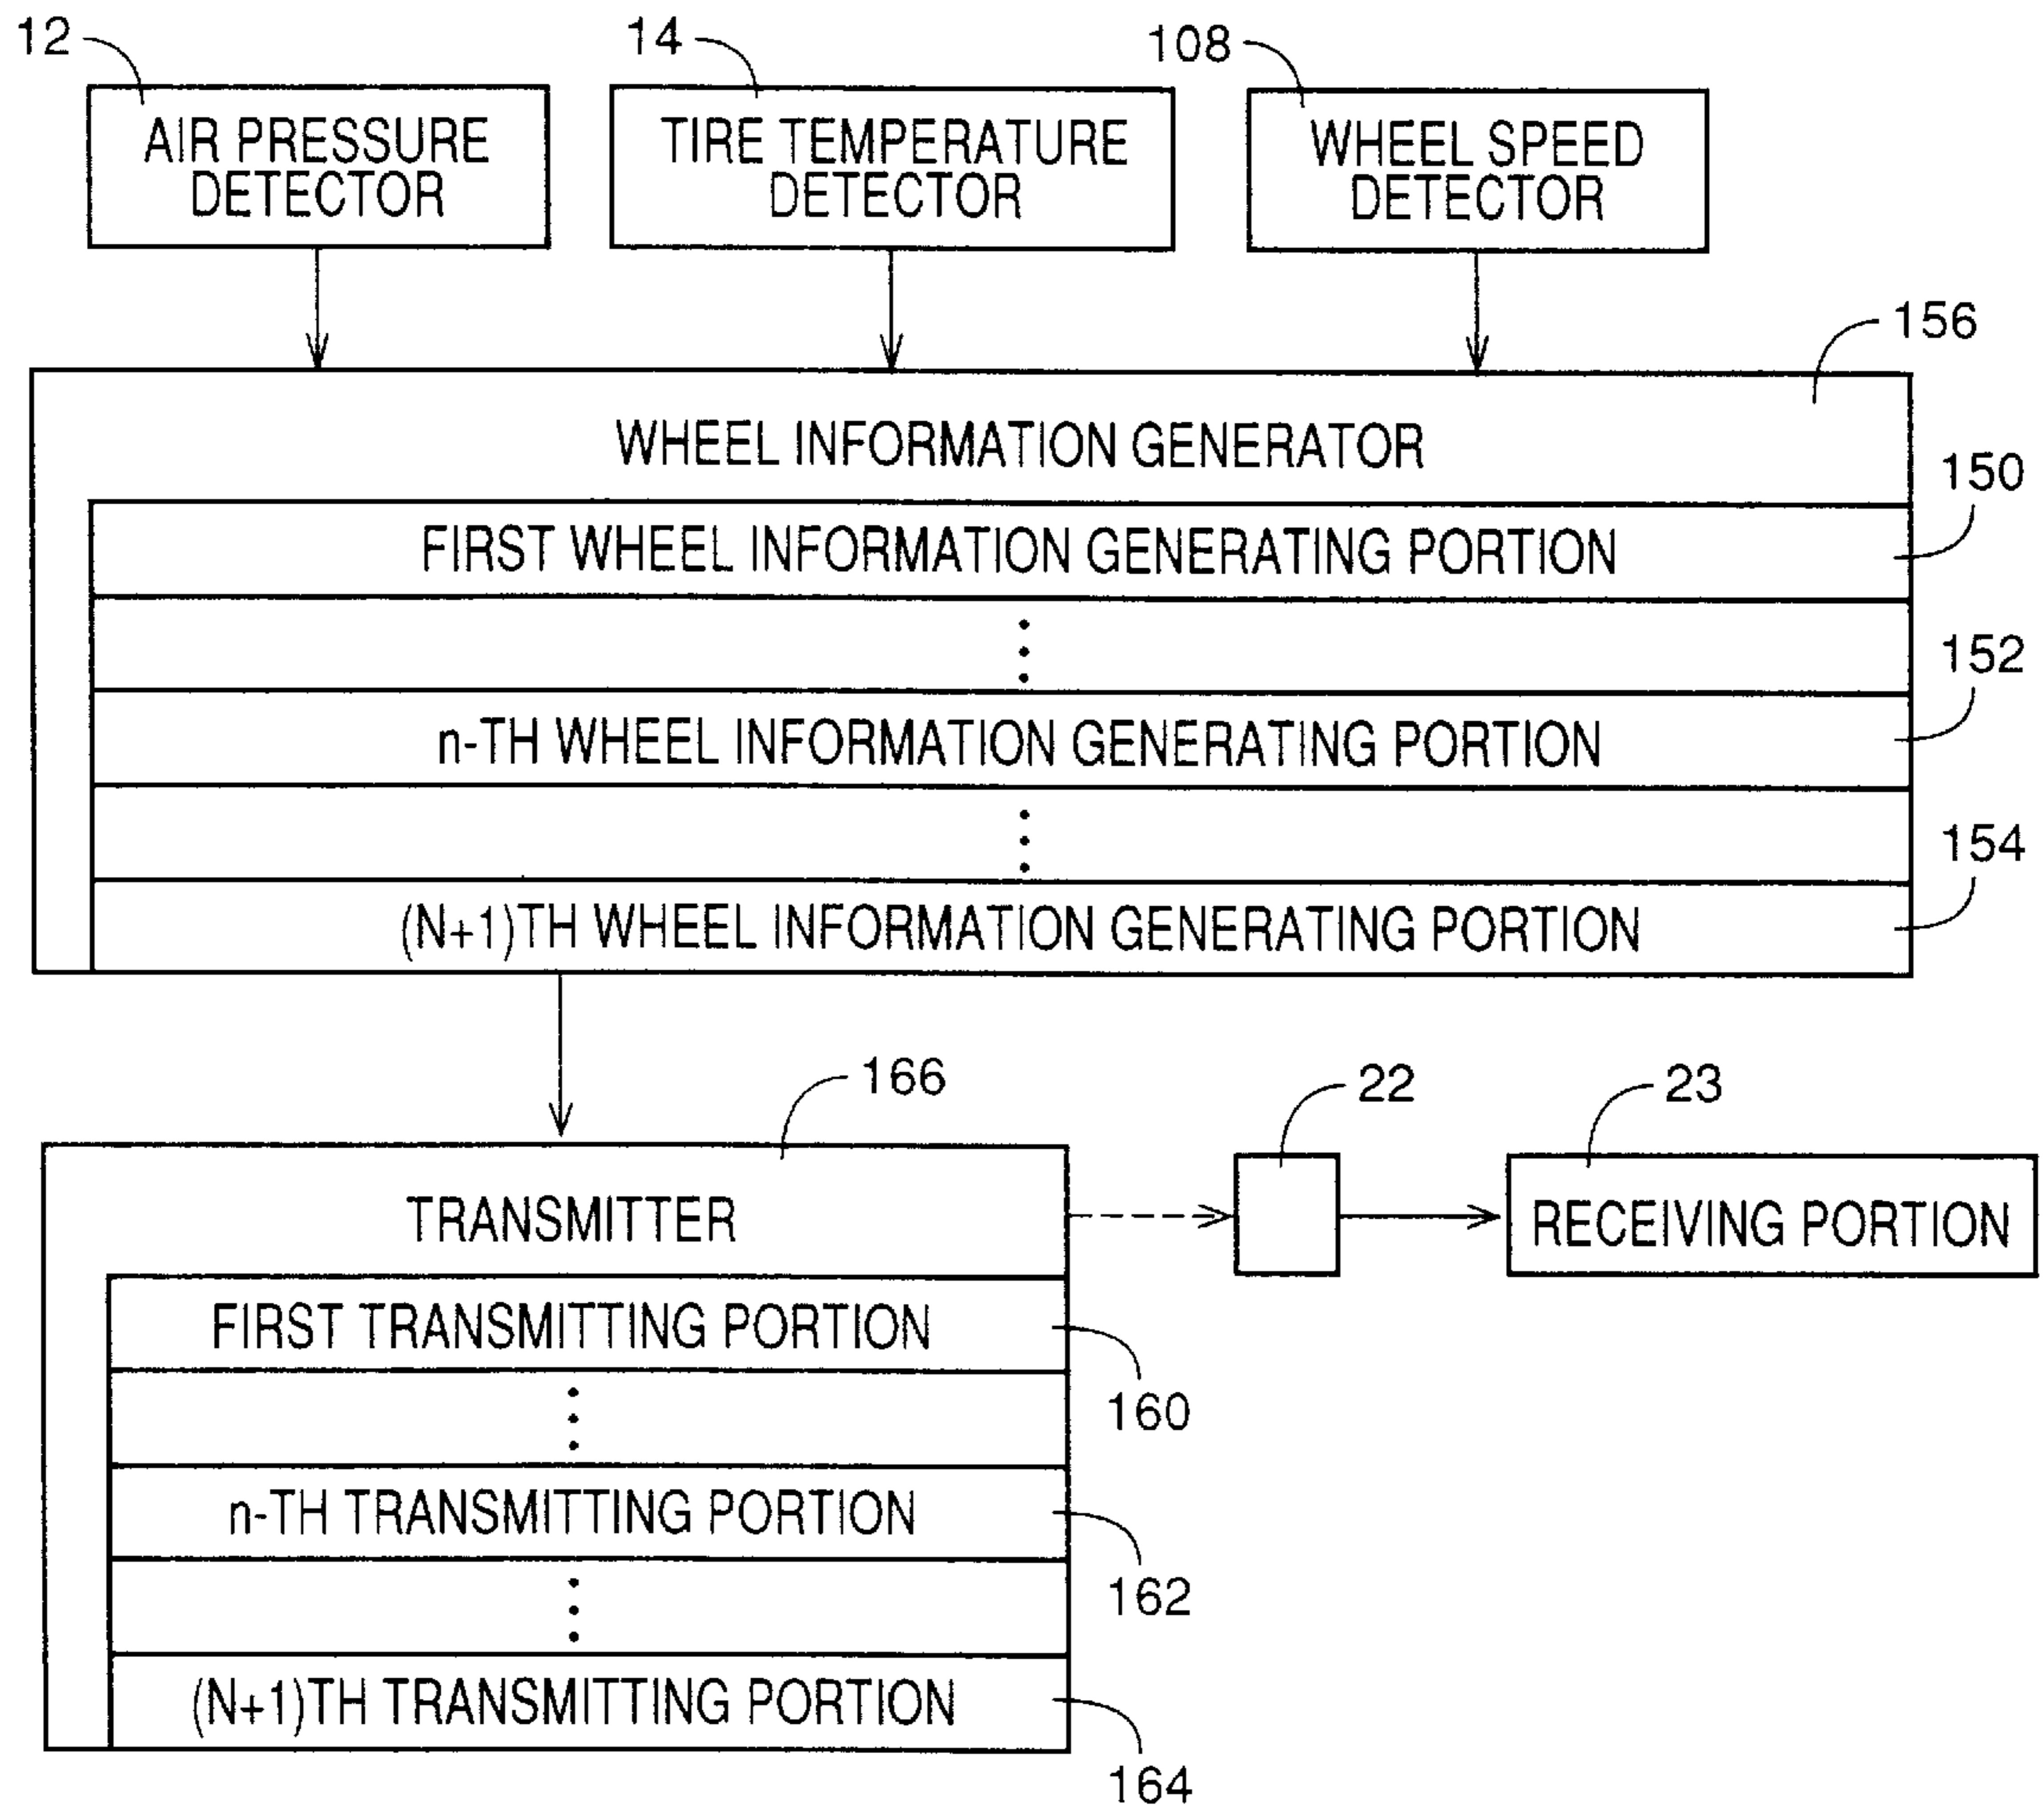 12
14
108
AIR PRESSURE
DETECTOR
TIRE TEMPERATURE
DETECTOR
WHEEL SPEED
DETECTOR
156
WHEEL INFORMATION GENERATOR
150
FIRST WHEEL INFORMATION GENERATING PORTION
152
n-TH WHEEL INFORMATION GENERATING PORTION
154
(N+1)TH WHEEL INFORMATION GENERATING PORTION
166
22
23
TRANSMITTER
RECEIVING PORTION
FIRST TRANSMITTING PORTION
160
n-TH TRANSMITTING PORTION
162
(N+1)TH TRANSMITTING PORTION
164